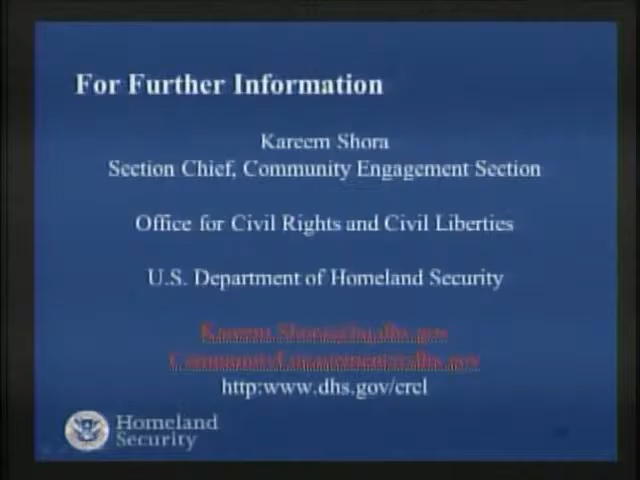 For Further Information
Kareem Shora
Section Chief, Community Engagement Section
Office for Civil Rights and Civil Liberties
U.S. Department of Homeland Security
http:www.dhs.gov/crcl
Homeland
Security